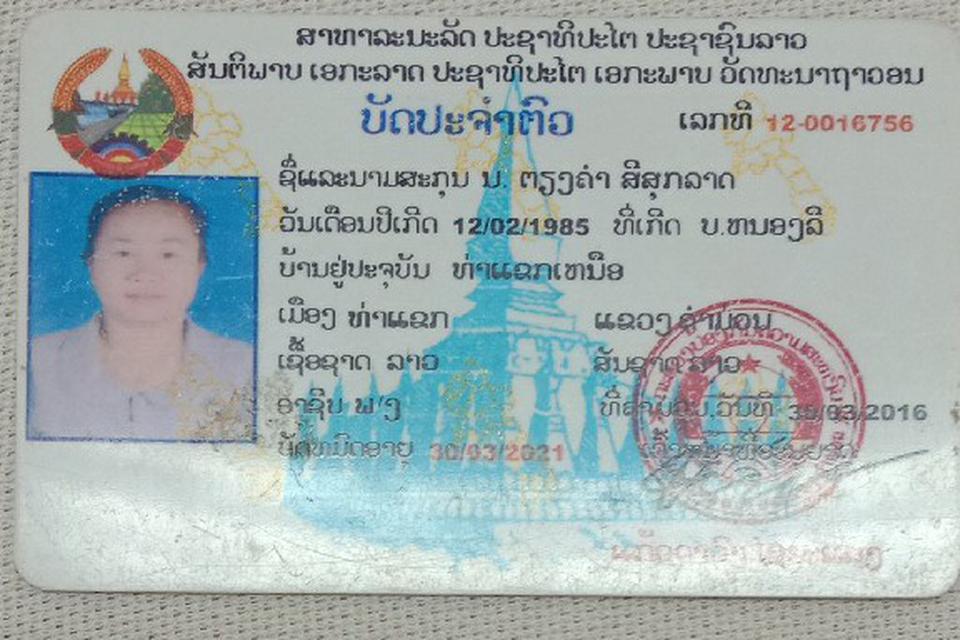 ສາທາລະນະລັດ ປະຊາທິປະໄຕ ປະຊາຊົນລາວ
ສັນຕິພາບ ເອກະລາດ ປະຊາທິປະໄຕ ເອກະພາບ ວັດທະນາຖາວອນ
ບັດປະຈຳຕົວ
ເລກທີ 12-0016756
ຊື່ແລະນາມສະກຸນ ນ. ຕຽງຄຳ ສີສຸກລາດ
ວັນເດືອນປີເກີດ 12/02/1985 ທີ່ເກີດ ບ.ຫນອງລື
ບ້ານຢູ່ປະຈຸບັນ ທ່າແຂກເຫນືອ
ເມືອງ ທ່າແຂກ ແຂວງ ຄຳມ່ວນ
ເຊື້ອຊາດ ລາວ ສັນຊາດ ລາວ
ອາຊີບ ພ/ງ ວັນທີ 30/03/2016
ບັດຫມົດອາຍຸ 30/03/2021